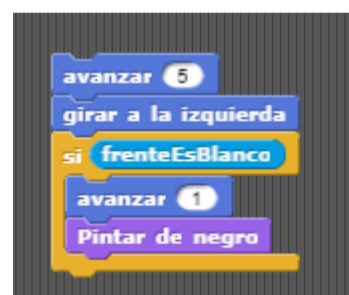 avanzar 5
girar a la izquierda
si frenteEsBlanco
avanzar 1
Pintar de negro